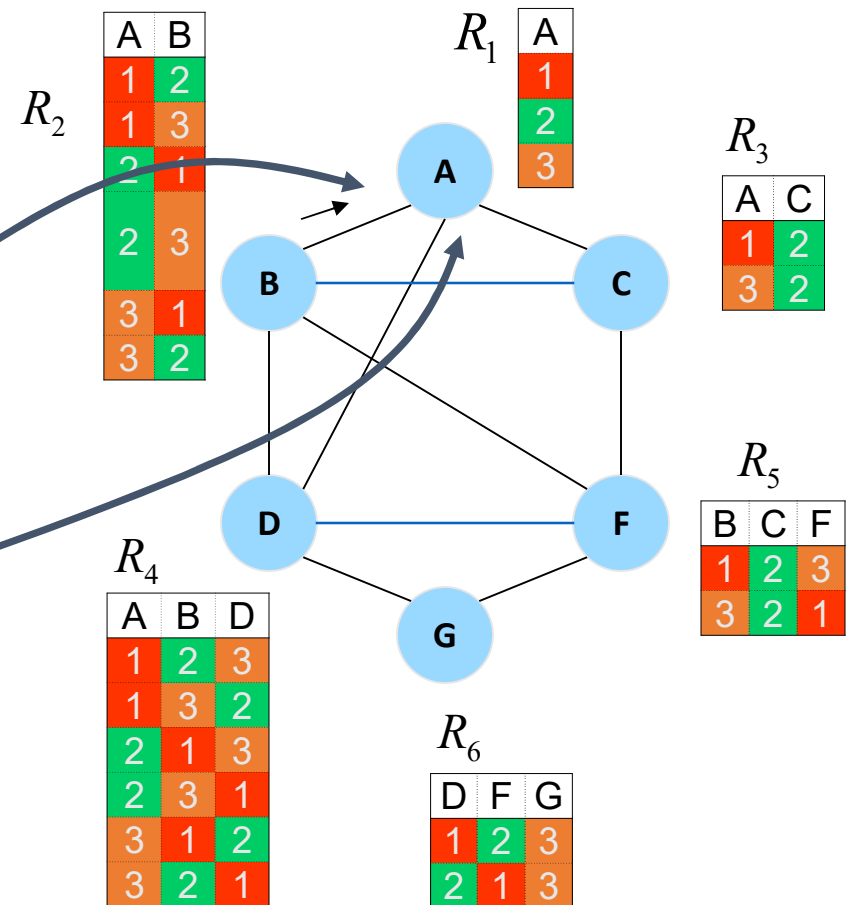 R₂
A B
1 2
1 3
2 1
2 3
3 1
3 2
R₁
A
1
2
3
R₃
A C
1 2
3 2
A
B
C
D
F
G
R₅
B C F
1 2 3
3 2 1
R₄
A B D
1 2 3
1 3 2
2 1 3
2 3 1
3 1 2
3 2 1
R₆
D F G
1 2 3
2 1 3